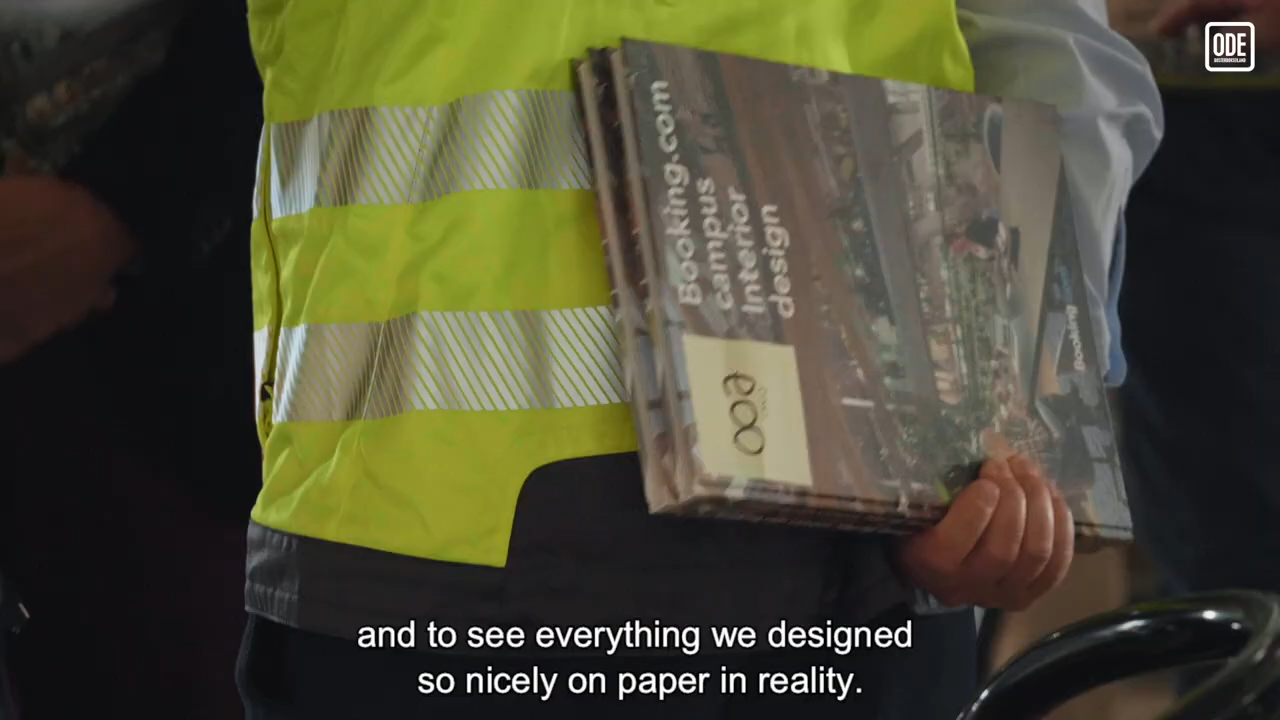 ODE
Booking.com
campus
Interior
design
Booking
and to see everything we designed
so nicely on paper in reality.